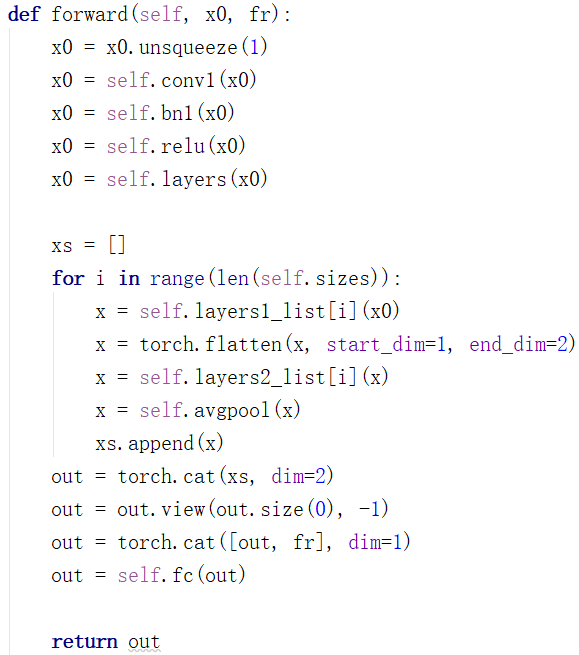 def forward(self, x0, fr):
    x0 = x0.unsqueeze(1)
    x0 = self.conv1(x0)
    x0 = self.bn1(x0)
    x0 = self.relu(x0)
    x0 = self.layers(x0)

    xs = []
    for i in range(len(self.sizes)):
        x = self.layers1_list[i](x0)
        x = torch.flatten(x, start_dim=1, end_dim=2)
        x = self.layers2_list[i](x)
        x = self.avgpool(x)
        xs.append(x)
    out = torch.cat(xs, dim=2)
    out = out.view(out.size(0), -1)
    out = torch.cat([out, fr], dim=1)
    out = self.fc(out)

    return out